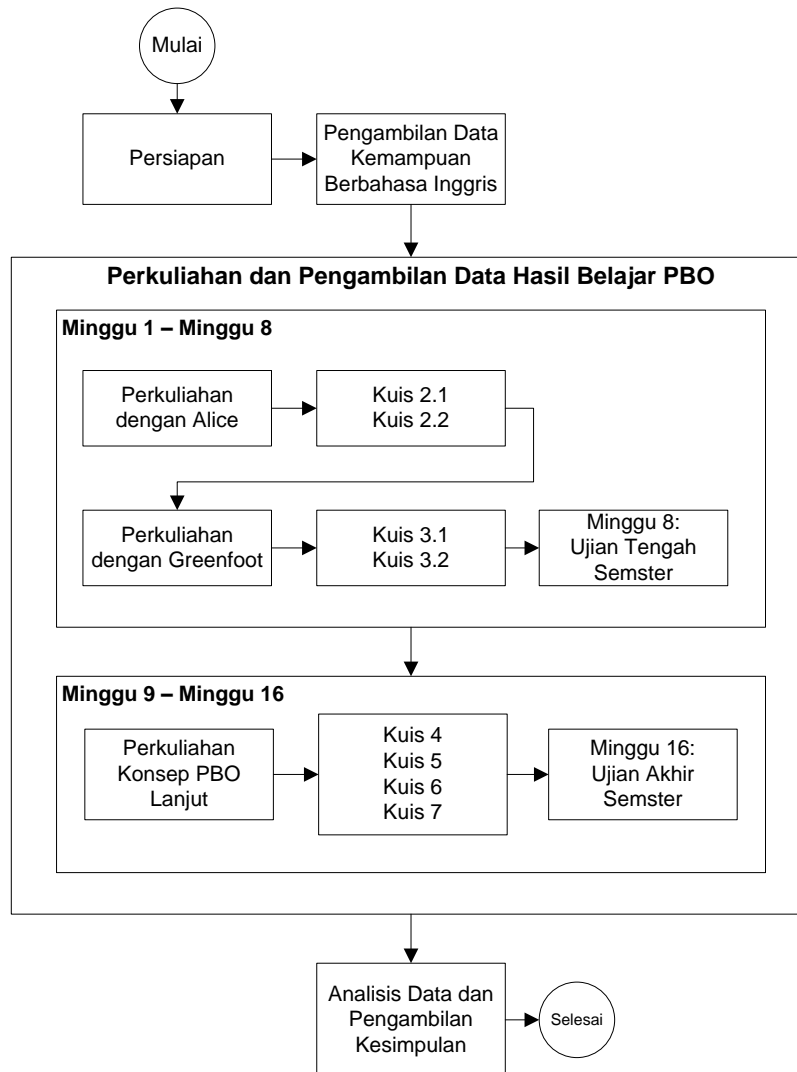 Mulai
Persiapan
Pengambilan Data
Kemampuan
Berbahasa Inggris
Perkuliahan dan Pengambilan Data Hasil Belajar PBO
Minggu 1 – Minggu 8
Perkuliahan
dengan Alice
Kuis 2.1
Kuis 2.2
Perkuliahan
dengan Greenfoot
Kuis 3.1
Kuis 3.2
Minggu 8:
Ujian Tengah
Semster
Minggu 9 – Minggu 16
Perkuliahan
Konsep PBO
Lanjut
Kuis 4
Kuis 5
Kuis 6
Kuis 7
Minggu 16:
Ujian Akhir
Semster
Analisis Data dan
Pengambilan
Kesimpulan
Selesai